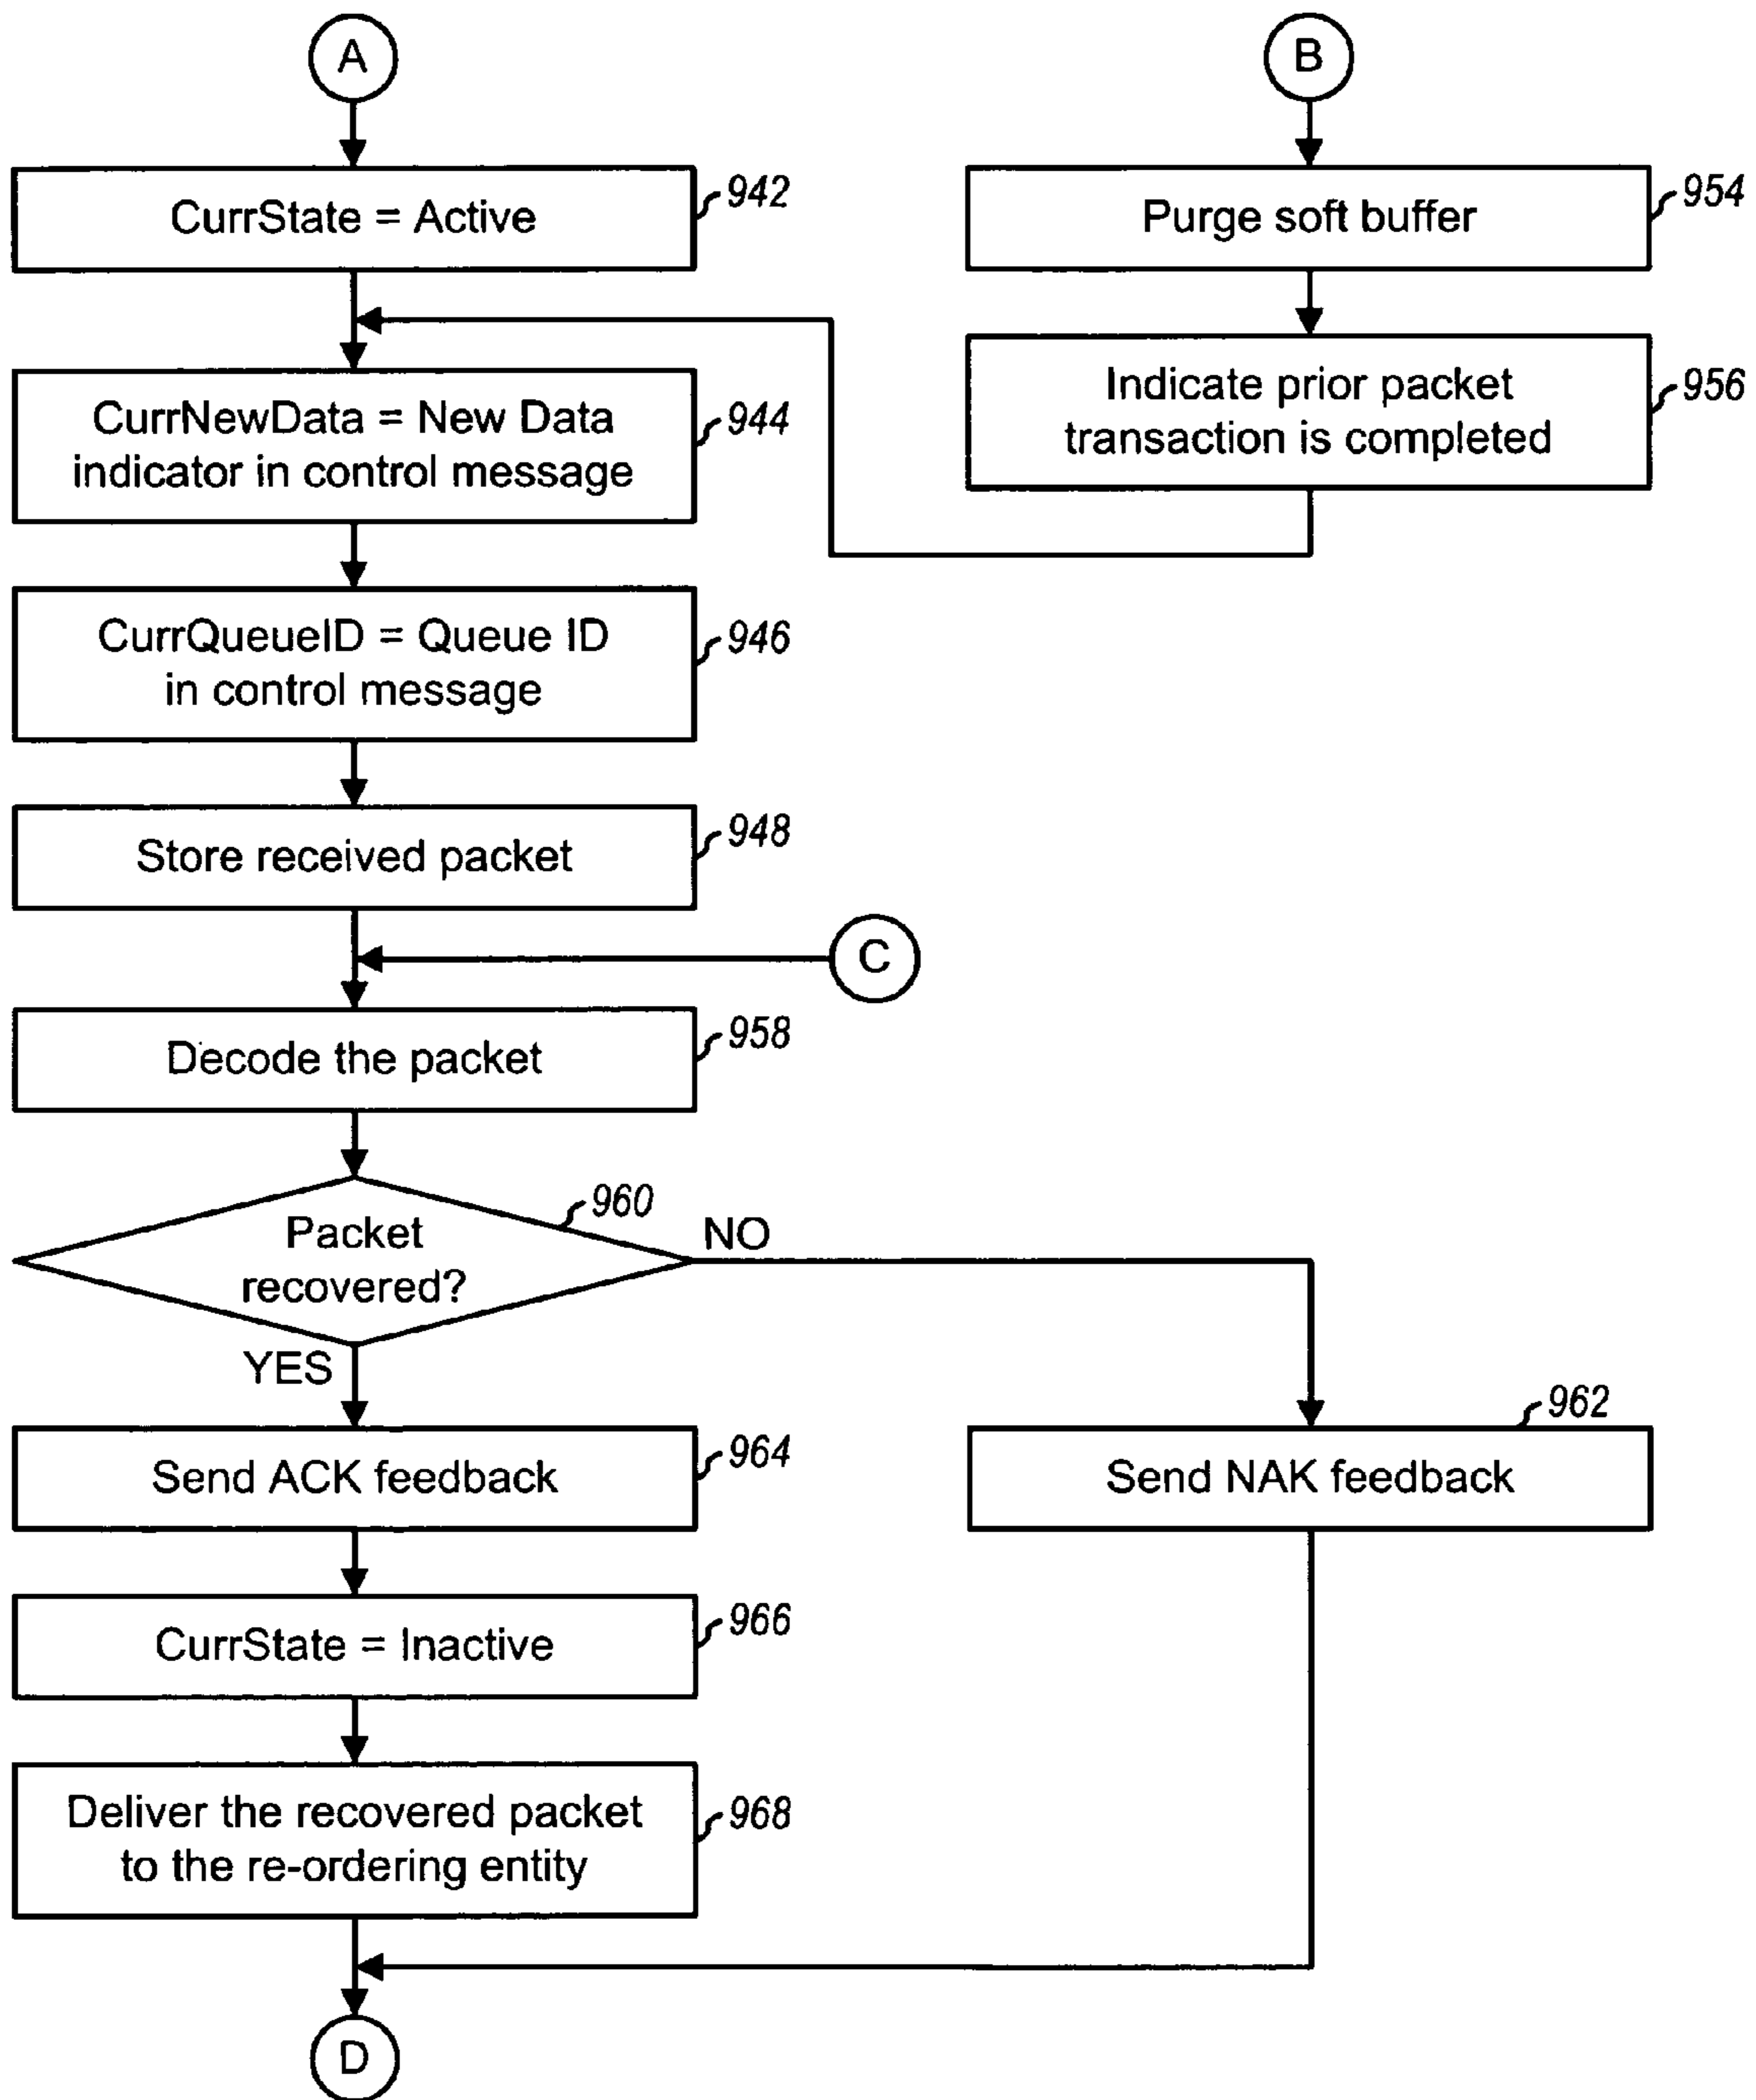 A
B
CurrState = Active
942
Purge soft buffer
954
Indicate prior packet
transaction is completed
956
CurrNewData = New Data
indicator in control message
944
CurrQueueID = Queue ID
in control message
946
Store received packet
948
C
Decode the packet
958
Packet
recovered?
960
NO
YES
Send ACK feedback
964
Send NAK feedback
962
CurrState = Inactive
966
Deliver the recovered packet
to the re-ordering entity
968
D